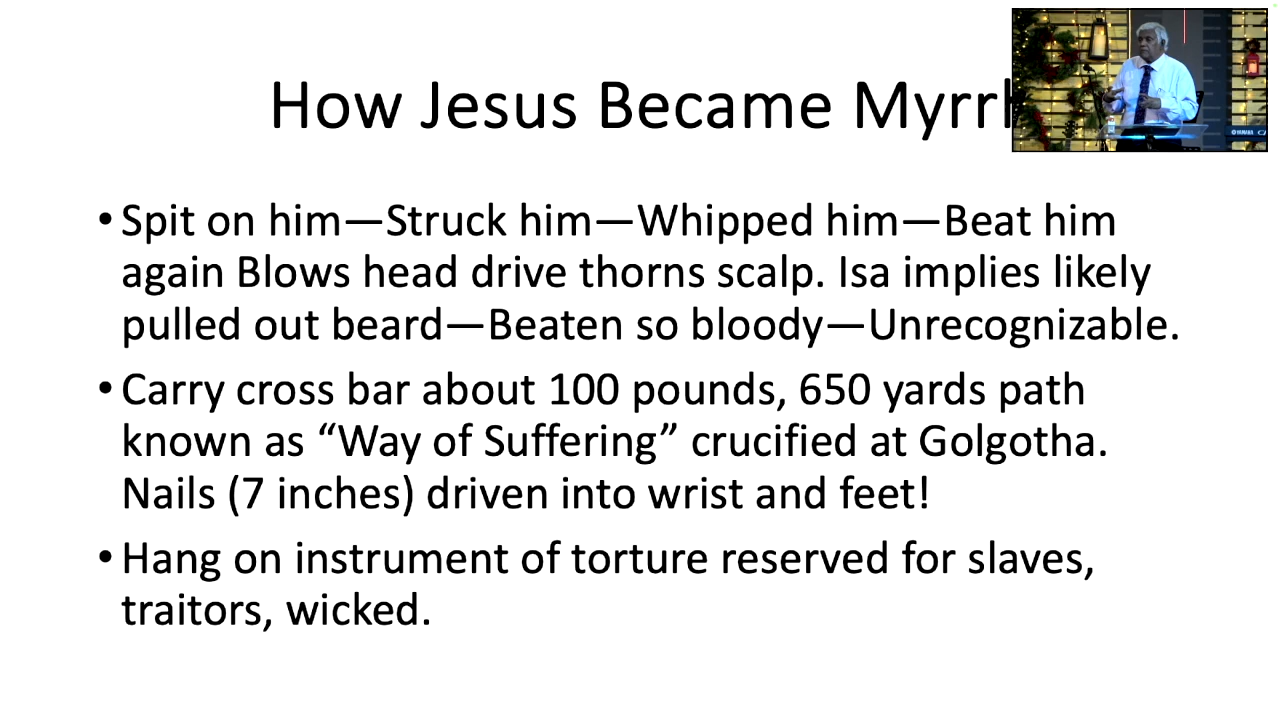 How Jesus Became Myrrh
• Spit on him—Struck him—Whipped him—Beat him
again Blows head drive thorns scalp. Isa implies likely
pulled out beard—Beaten so bloody—Unrecognizable.
• Carry cross bar about 100 pounds, 650 yards path
known as “Way of Suffering” crucified at Golgotha.
Nails (7 inches) driven into wrist and feet!
• Hang on instrument of torture reserved for slaves,
traitors, wicked.
YAMAHA